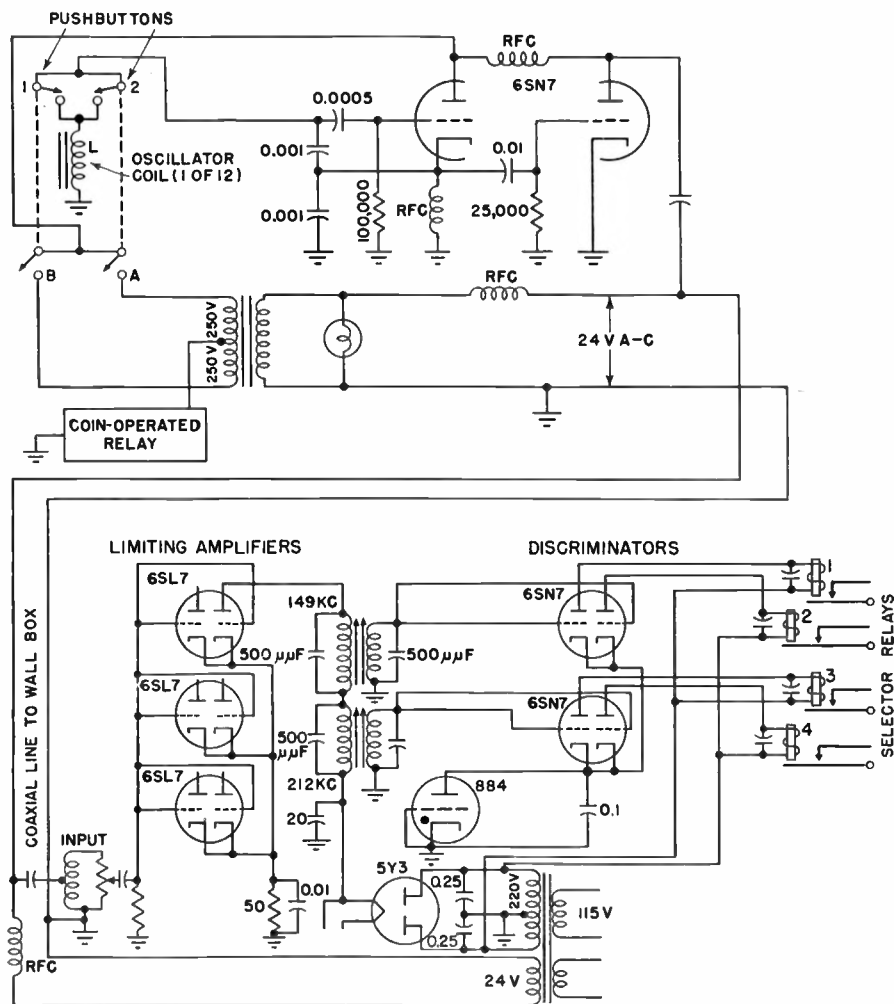 PUSHBUTTONS
1
2
L
OSCILLATOR
COIL (1 OF 12)
B
A
0.0005
0.001
0.001
100,000
RFC
0.01
25,000
RFC
6SN7
RFC
24 V A-C
250V
250V
COIN-OPERATED
RELAY
COAXIAL LINE TO WALL BOX
LIMITING AMPLIFIERS
DISCRIMINATORS
6SL7
6SL7
6SL7
149KC
500 μμF
500 μμF
500
μμF
212KC
20
6SN7
6SN7
884
0.1
1
2
3
4
SELECTOR RELAYS
INPUT
RFC
50
0.01
5Y3
0.25
0.25
220V
115 V
24 V